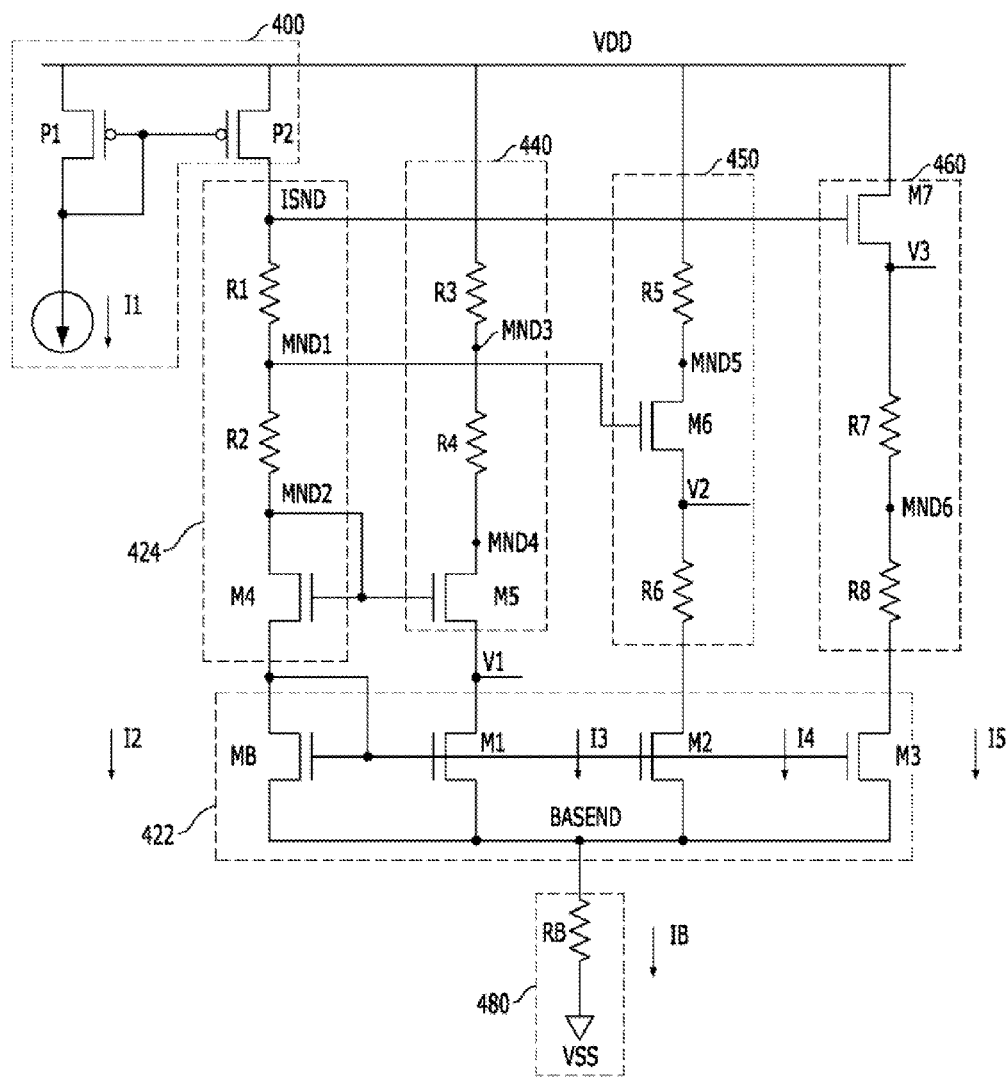 400
VDD
P1
P2
440
450
460
ISND
M7
V3
R1
R3
R5
I1
MND1
MND3
MND5
R2
R4
M6
R7
MND2
V2
MND6
424
MND4
M4
M5
R6
R8
V1
I2
MB
M1
I3
M2
I4
M3
I5
422
BASEND
RB
IB
480
VSS